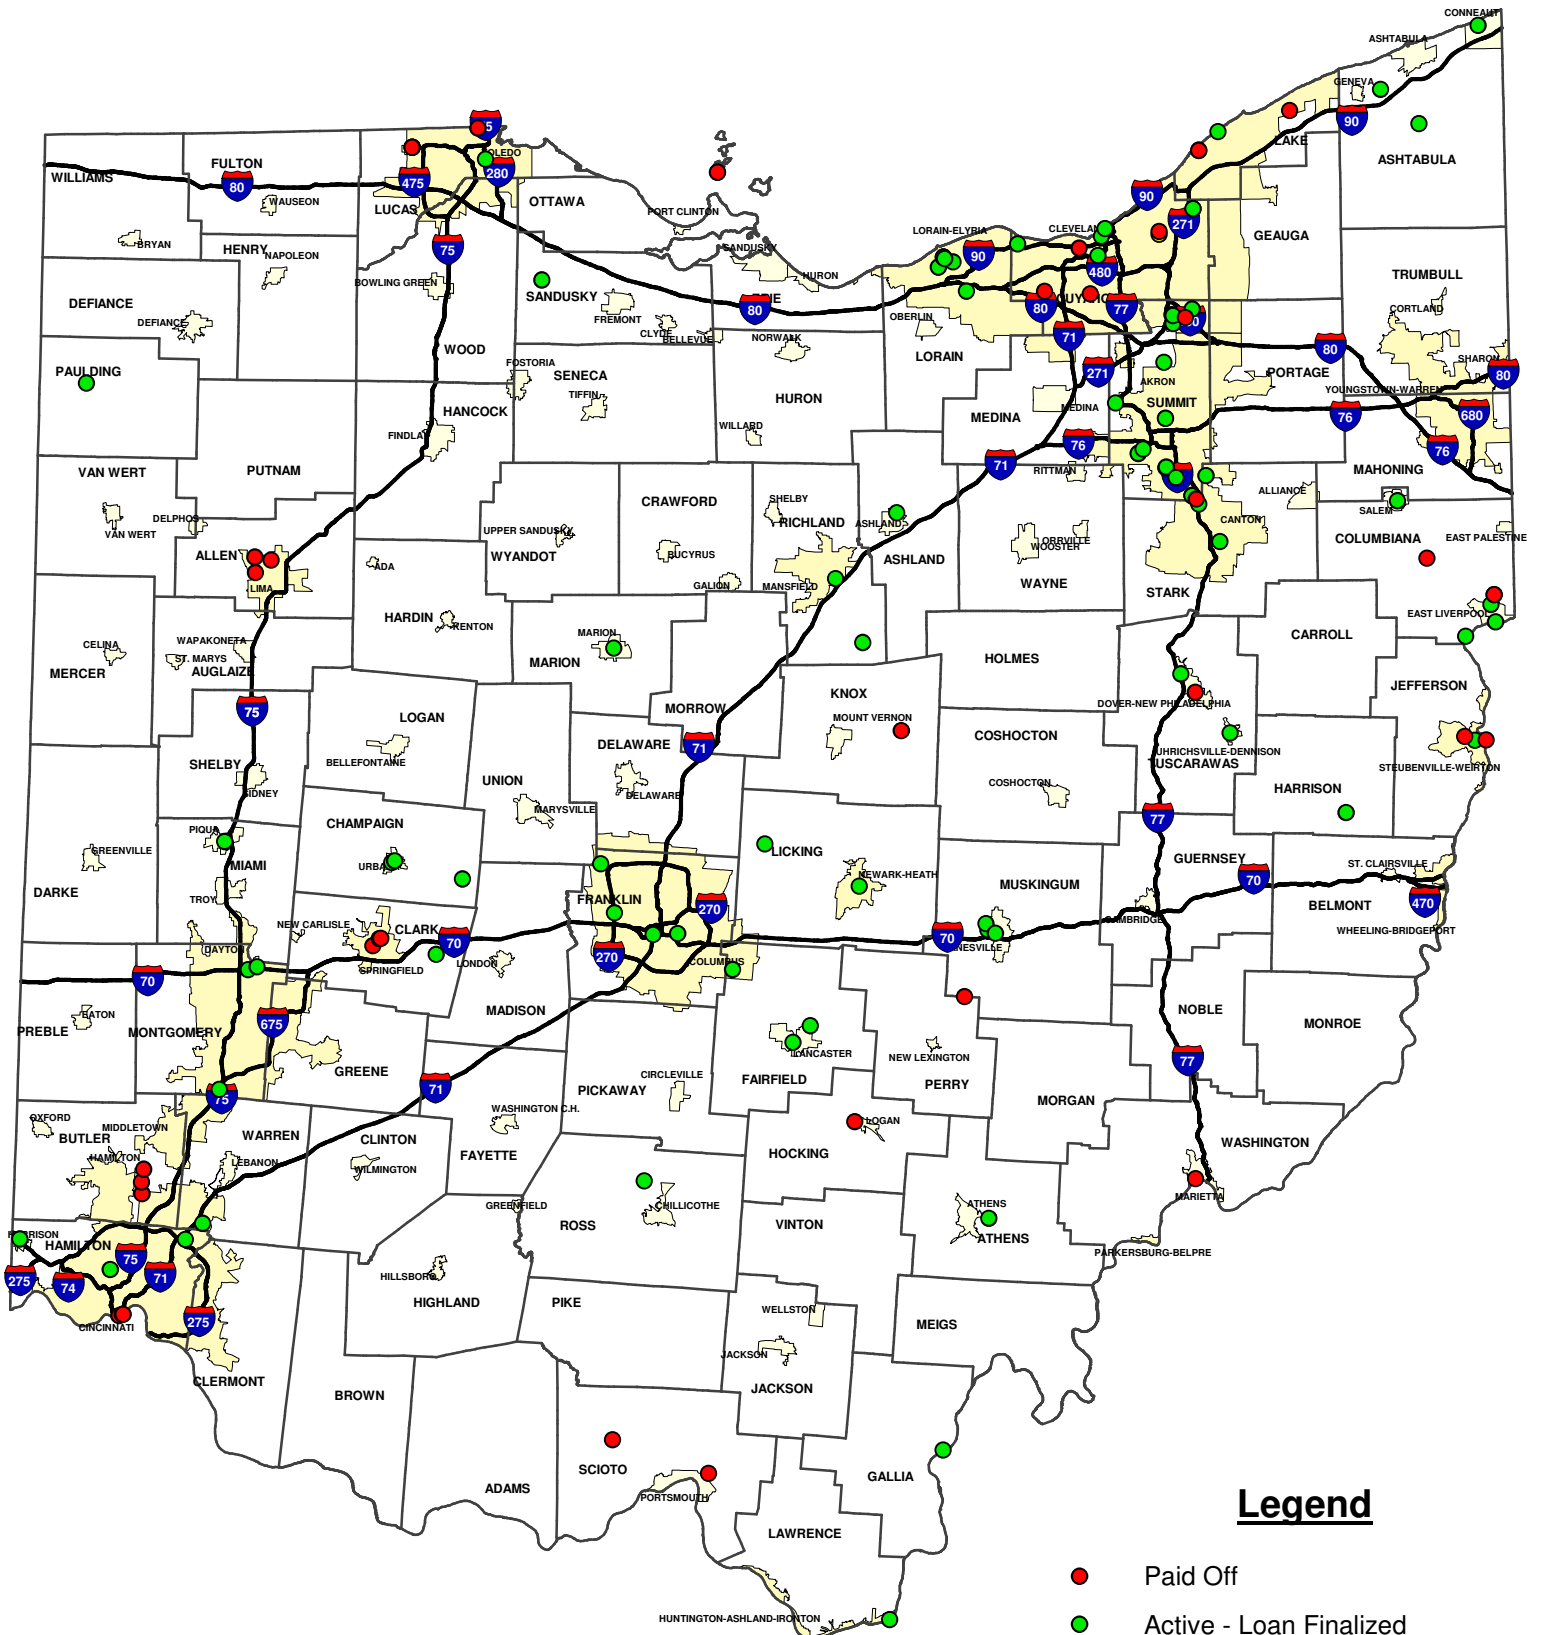 CONNEAUT
ASHTABULA
GENEVA
90
ASHTABULA
LAKE
FULTON
80
WAUSEON
WILLIAMS
BRYAN
475
280
LUCAS
OTTAWA
PORT CLINTON
90
271
GEAUGA
HENRY
NAPOLEON
75
BOWLING GREEN
SANDUSKY
HURON
LORAIN-ELYRIA
90
480
TRUMBULL
CORTLAND
DEFIANCE
DEFIANCE
SANDUSKY
FREMONT
CLYDE
BELLEVUE
80
OBERLIN
80
77
71
NORWALK
WOOD
FOSTORIA
SENECA
TIFFIN
LORAIN
271
AKRON
80
PORTAGE
SHARON
80
YOUNGSTOWN-WARREN
PAULDING
HANCOCK
HURON
MEDINA
MEDINA
SUMMIT
76
680
76
FINDLAY
WILLARD
76
71
RITTMAN
MAHONING
VAN WERT
PUTNAM
VAN WERT
DELPHOS
CRAWFORD
SHELBY
RICHLAND
ASHLAND
ALLIANCE
SALEM
CANTON
UPPER SANDUSKY
WYANDOT
BUCYRUS
GALION
MANSFIELD
ASHLAND
ORRVILLE
WOOSTER
WAYNE
COLUMBIANA
EAST PALESTINE
ALLEN
LIMA
ADA
HARDIN
KENTON
STARK
EAST LIVERPOOL
CARROLL
MERCER
CELINA
WAPAKONETA
ST. MARYS
AUGLAIZE
MARION
MARION
HOLMES
JEFFERSON
75
LOGAN
BELLEFONTAINE
MORROW
KNOX
MOUNT VERNON
DOVER-NEW PHILADELPHIA
UHRICHSVILLE-DENNISON
TUSCARAWAS
STEUBENVILLE-WEIRTON
SHELBY
SIDNEY
DELAWARE
71
DELAWARE
UNION
MARYSVILLE
COSHOCTON
COSHOCTON
HARRISON
77
CHAMPAIGN
PIQUA
MIAMI
TROY
GREENVILLE
DARKE
LICKING
NEWARK-HEATH
MUSKINGUM
GUERNSEY
70
ST. CLAIRSVILLE
BELMONT
470
WHEELING-BRIDGEPORT
CAMBRIDGE
FRANKLIN
270
270
COLUMBUS
NEW CARLISLE
CLARK
70
SPRINGFIELD
LONDON
DAYTON
70
70
PREBLE
EATON
MONTGOMERY
675
GREENE
MADISON
NOBLE
MONROE
77
LANCASTER
FAIRFIELD
NEW LEXINGTON
PERRY
MORGAN
71
PICKAWAY
CIRCLEVILLE
WASHINGTON C.H.
FAYETTE
75
OXFORD
BUTLER
MIDDLETOWN
HAMILTON
WARREN
LEBANON
CLINTON
WILMINGTON
LOGAN
HOCKING
WASHINGTON
MARIETTA
GREENFIELD
ROSS
CHILLICOTHE
VINTON
ATHENS
ATHENS
PARKERSBURG-BELPRE
HAMILTON
75
275
74
71
275
CINCINNATI
HILLSBORO
HIGHLAND
PIKE
WELLSTON
JACKSON
JACKSON
MEIGS
CLERMONT
BROWN
ADAMS
SCIOTO
PORTSMOUTH
GALLIA
LAWRENCE
HUNTINGTON-ASHLAND-IRONTON
Legend
Paid Off
Active - Loan Finalized